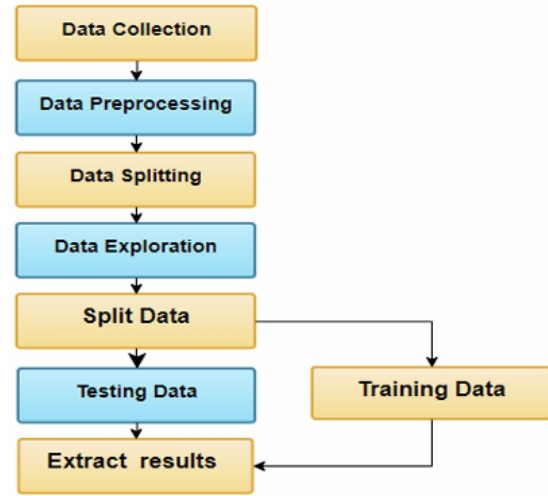 Data Collection
Data Preprocessing
Data Splitting
Data Exploration
Split Data
Testing Data
Training Data
Extract results